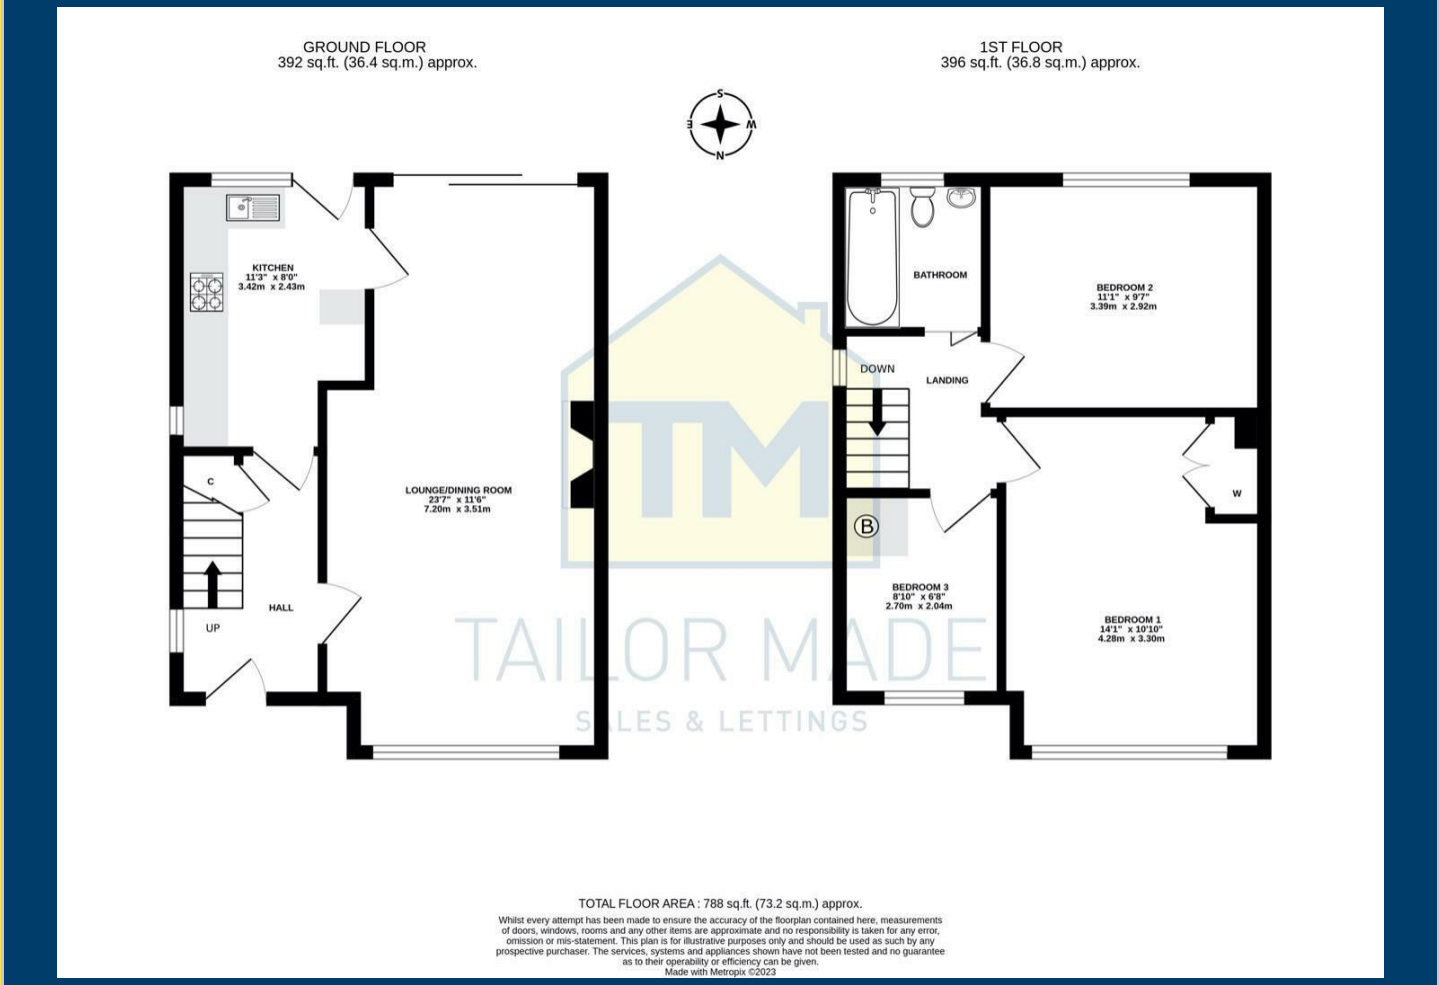 GROUND FLOOR
392 sq.ft. (36.4 sq.m.) approx.
1ST FLOOR
396 sq.ft. (36.8 sq.m.) approx.
S
E
W
N
KITCHEN
11'3" x 8'0"
3.42m x 2.43m
C
LOUNGE/DINING ROOM
23'7" x 11'6"
7.20m x 3.51m
HALL
UP
BATHROOM
BEDROOM 2
11'1" x 9'7"
3.39m x 2.92m
DOWN
LANDING
W
B
BEDROOM 3
8'10" x 6'8"
2.70m x 2.04m
BEDROOM 1
14'1" x 10'10"
4.28m x 3.30m
TM
TAILOR MADE
SALES & LETTINGS
TOTAL FLOOR AREA : 788 sq.ft. (73.2 sq.m.) approx.
Whilst every attempt has been made to ensure the accuracy of the floorplan contained here, measurements
of doors, windows, rooms and any other items are approximate and no responsibility is taken for any error,
omission or mis-statement. This plan is for illustrative purposes only and should be used as such by any
prospective purchaser. The services, systems and appliances shown have not been tested and no guarantee
as to their operability or efficiency can be given.
Made with Metropix ©2023